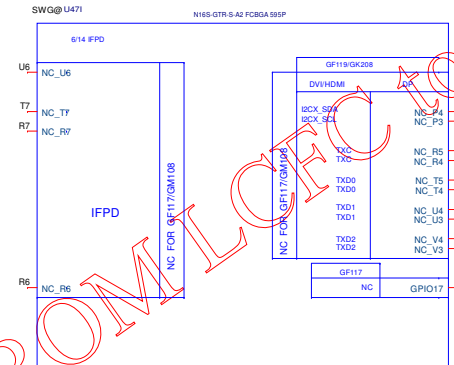 SWG@ U47I
N16S-GTR-S-A2 FCBGA 595P
6/14 IFPD
U6 NC_U6
T7 NC_T7
R7 NC_R7
IFPD
NC FOR GF117/GM108
R6 NC_R6
GF119/GK208
DVI/HDMI DP
I2CX_SDA NC_P4
I2CX_SCL NC_P3
TXC NC_R5
TXC NC_R4
TXD0 NC_T5
TXD0 NC_T4
TXD1 NC_U4
TXD1 NC_U3
TXD2 NC_V4
TXD2 NC_V3
NC FOR GF117/GM108
GF117
NC GPIO17